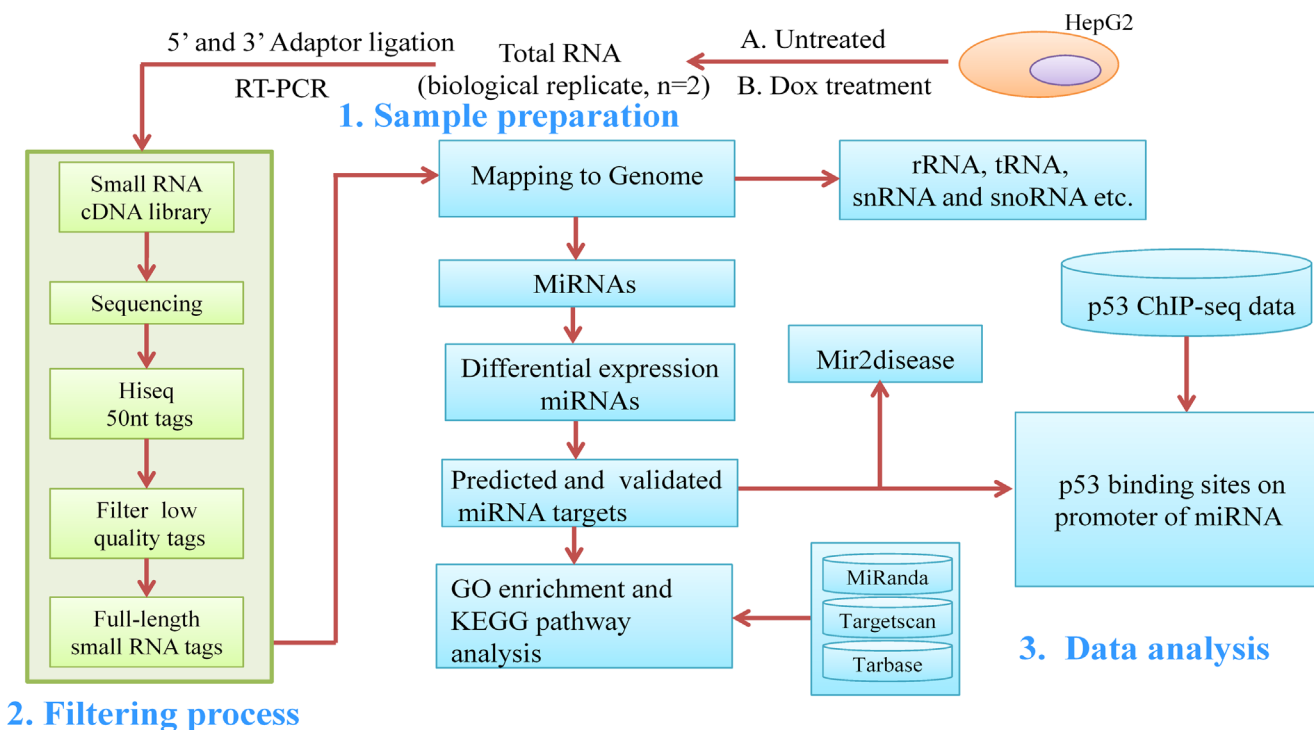 HepG2
5’ and 3’ Adaptor ligation
RT-PCR
Total RNA
(biological replicate, n=2)
A. Untreated
B. Dox treatment
1. Sample preparation
Small RNA
cDNA library
Sequencing
Hiseq
50nt tags
Filter low
quality tags
Full-length
small RNA tags
2. Filtering process
Mapping to Genome
rRNA, tRNA,
snRNA and snoRNA etc.
MiRNAs
Differential expression
miRNAs
Predicted and validated
miRNA targets
GO enrichment and
KEGG pathway
analysis
Mir2disease
MiRanda
Targetscan
Tarbase
p53 ChIP-seq data
p53 binding sites on
promoter of miRNA
3. Data analysis